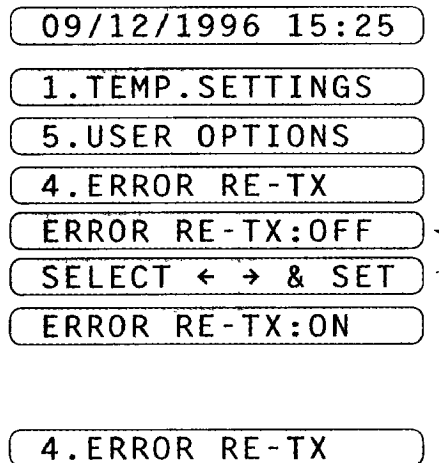 09/12/1996 15:25
1.TEMP.SETTINGS
5.USER OPTIONS
4.ERROR RE-TX
ERROR RE-TX:OFF
SELECT ← → & SET
ERROR RE-TX:ON
4.ERROR RE-TX